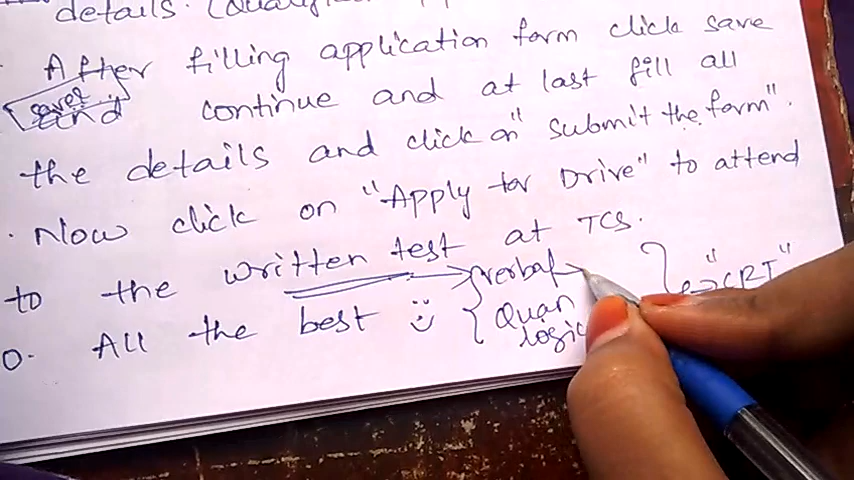 details. (Qualified
After filling application form click save
and continue and at last fill all
the details and click on "submit the form".
Now click on "Apply for Drive" to attend
to the written test at TCS.
verbal
Quan
logic
"CRT"
0. All the best